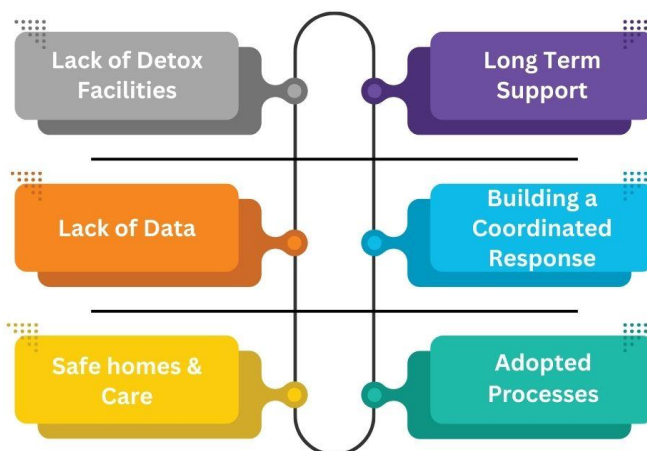 Lack of Detox
Facilities
Long Term
Support
Lack of Data
Building a
Coordinated
Response
Safe homes &
Care
Adopted
Processes